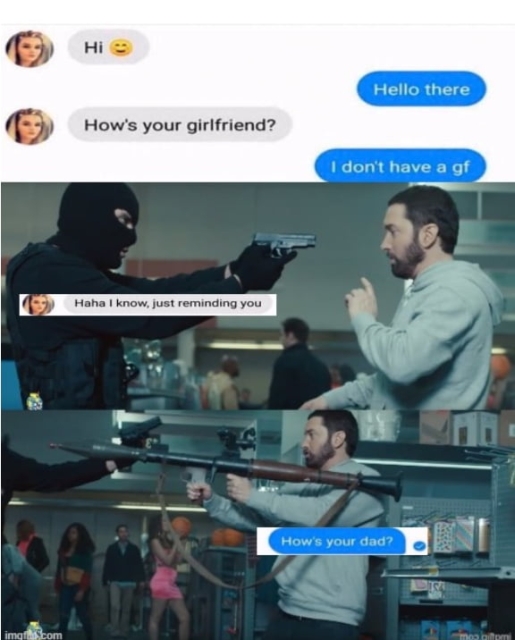 Hi 😊
Hello there
How's your girlfriend?
I don't have a gf
Haha I know, just reminding you
How's your dad?
imgflip.com